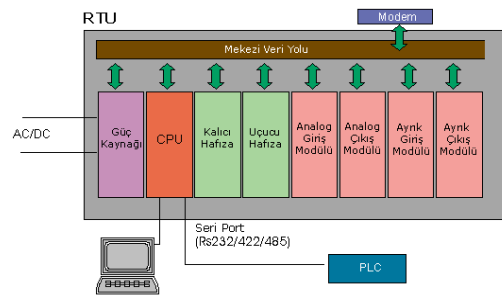 RTU
Modem
Mekezi Veri Yolu
AC/DC
Güç
Kaynağı
CPU
Kalıcı
Hafıza
Uçucu
Hafıza
Analog
Giriş
Modülü
Analog
Çıkış
Modülü
Ayrık
Giriş
Modülü
Ayrık
Çıkış
Modülü
Seri Port
(Rs232/422/485)
PLC